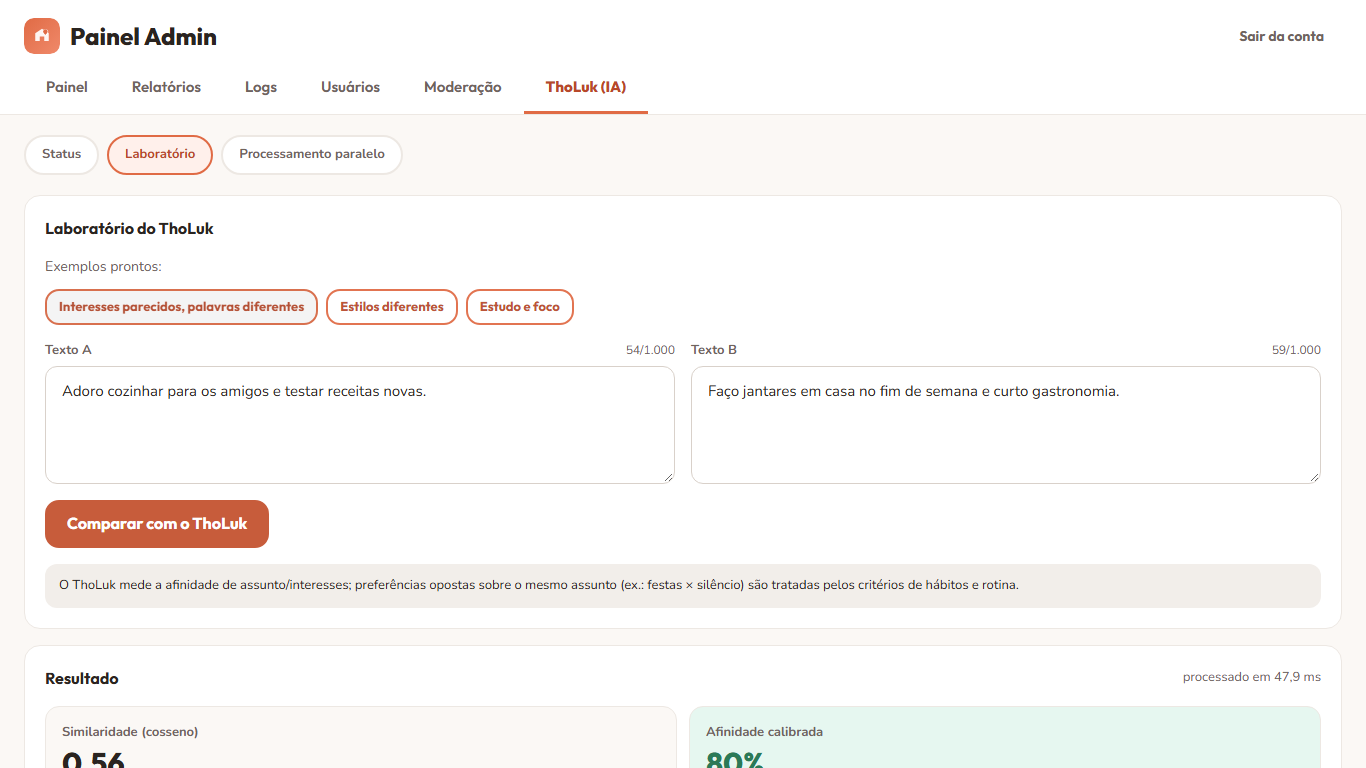 Painel Admin
Sair da conta
Painel
Relatórios
Logs
Usuários
Moderação
ThoLuk (IA)
Status
Laboratório
Processamento paralelo
Laboratório do ThoLuk
Exemplos prontos:
Interesses parecidos, palavras diferentes
Estilos diferentes
Estudo e foco
Texto A
54/1.000
Texto B
59/1.000
Adoro cozinhar para os amigos e testar receitas novas.
Faço jantares em casa no fim de semana e curto gastronomia.
Comparar com o ThoLuk
O ThoLuk mede a afinidade de assunto/interesses; preferências opostas sobre o mesmo assunto (ex.: festas × silêncio) são tratadas pelos critérios de hábitos e rotina.
Resultado
processado em 47,9 ms
Similaridade (cosseno)
0,56
Afinidade calibrada
80%